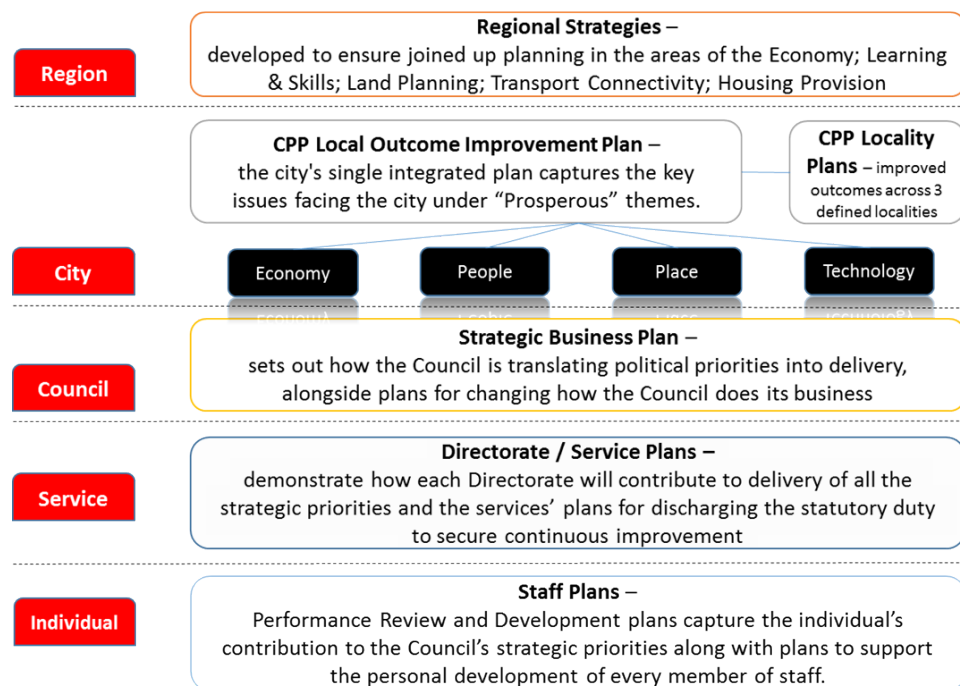 Regional Strategies –
developed to ensure joined up planning in the areas of the Economy; Learning
& Skills; Land Planning; Transport Connectivity; Housing Provision
Region
CPP Local Outcome Improvement Plan –
the city's single integrated plan captures the key
issues facing the city under “Prosperous” themes.
CPP Locality
Plans – improved
outcomes across 3
defined localities
City
Economy
People
Place
Technology
Strategic Business Plan –
sets out how the Council is translating political priorities into delivery,
alongside plans for changing how the Council does its business
Council
Directorate / Service Plans –
demonstrate how each Directorate will contribute to delivery of all the
strategic priorities and the services’ plans for discharging the statutory duty
to secure continuous improvement
Service
Staff Plans –
Performance Review and Development plans capture the individual’s
contribution to the Council’s strategic priorities along with plans to support
the personal development of every member of staff.
Individual